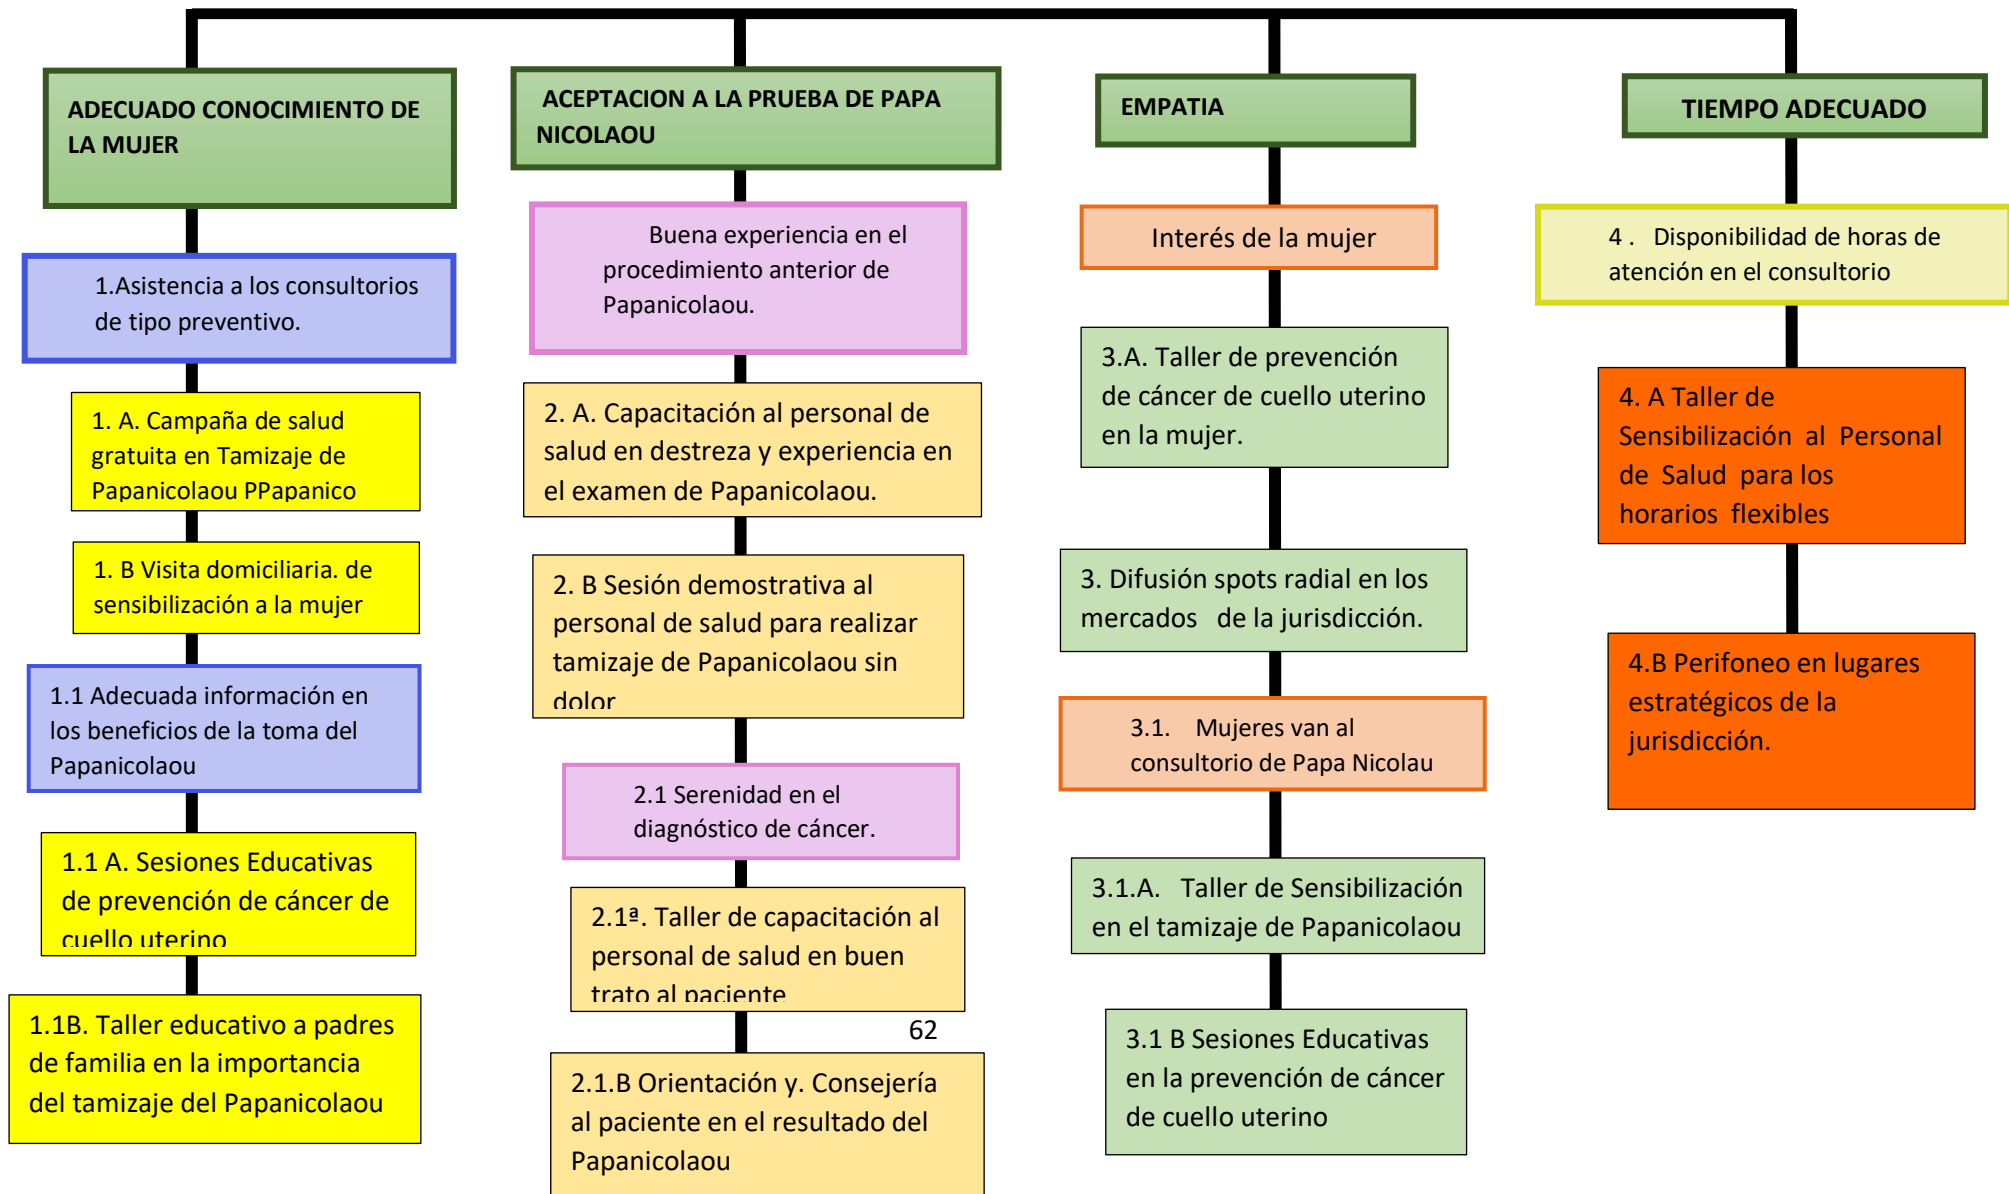 ADECUADO CONOCIMIENTO DE
LA MUJER
1.Asistencia a los consultorios
de tipo preventivo.
1. A. Campaña de salud
gratuita en Tamizaje de
Papanicolaou PPapanico
1. B Visita domiciliaria. de
sensibilización a la mujer
1.1 Adecuada información en
los beneficios de la toma del
Papanicolaou
1.1 A. Sesiones Educativas
de prevención de cáncer de
cuello uterino
1.1B. Taller educativo a padres
de familia en la importancia
del tamizaje del Papanicolaou
ACEPTACION A LA PRUEBA DE PAPA
NICOLAOU
Buena experiencia en el
procedimiento anterior de
Papanicolaou.
2. A. Capacitación al personal de
salud en destreza y experiencia en
el examen de Papanicolaou.
2. B Sesión demostrativa al
personal de salud para realizar
tamizaje de Papanicolaou sin
dolor
2.1 Serenidad en el
diagnóstico de cáncer.
2.1ª. Taller de capacitación al
personal de salud en buen
trato al paciente
62
2.1.B Orientación y. Consejería
al paciente en el resultado del
Papanicolaou
EMPATIA
Interés de la mujer
3.A. Taller de prevención
de cáncer de cuello uterino
en la mujer.
3. Difusión spots radial en los
mercados de la jurisdicción.
3.1. Mujeres van al
consultorio de Papa Nicolau
3.1.A. Taller de Sensibilización
en el tamizaje de Papanicolaou
3.1 B Sesiones Educativas
en la prevención de cáncer
de cuello uterino
TIEMPO ADECUADO
4 . Disponibilidad de horas de
atención en el consultorio
4. A Taller de
Sensibilización al Personal
de Salud para los
horarios flexibles
4.B Perifoneo en lugares
estratégicos de la
jurisdicción.